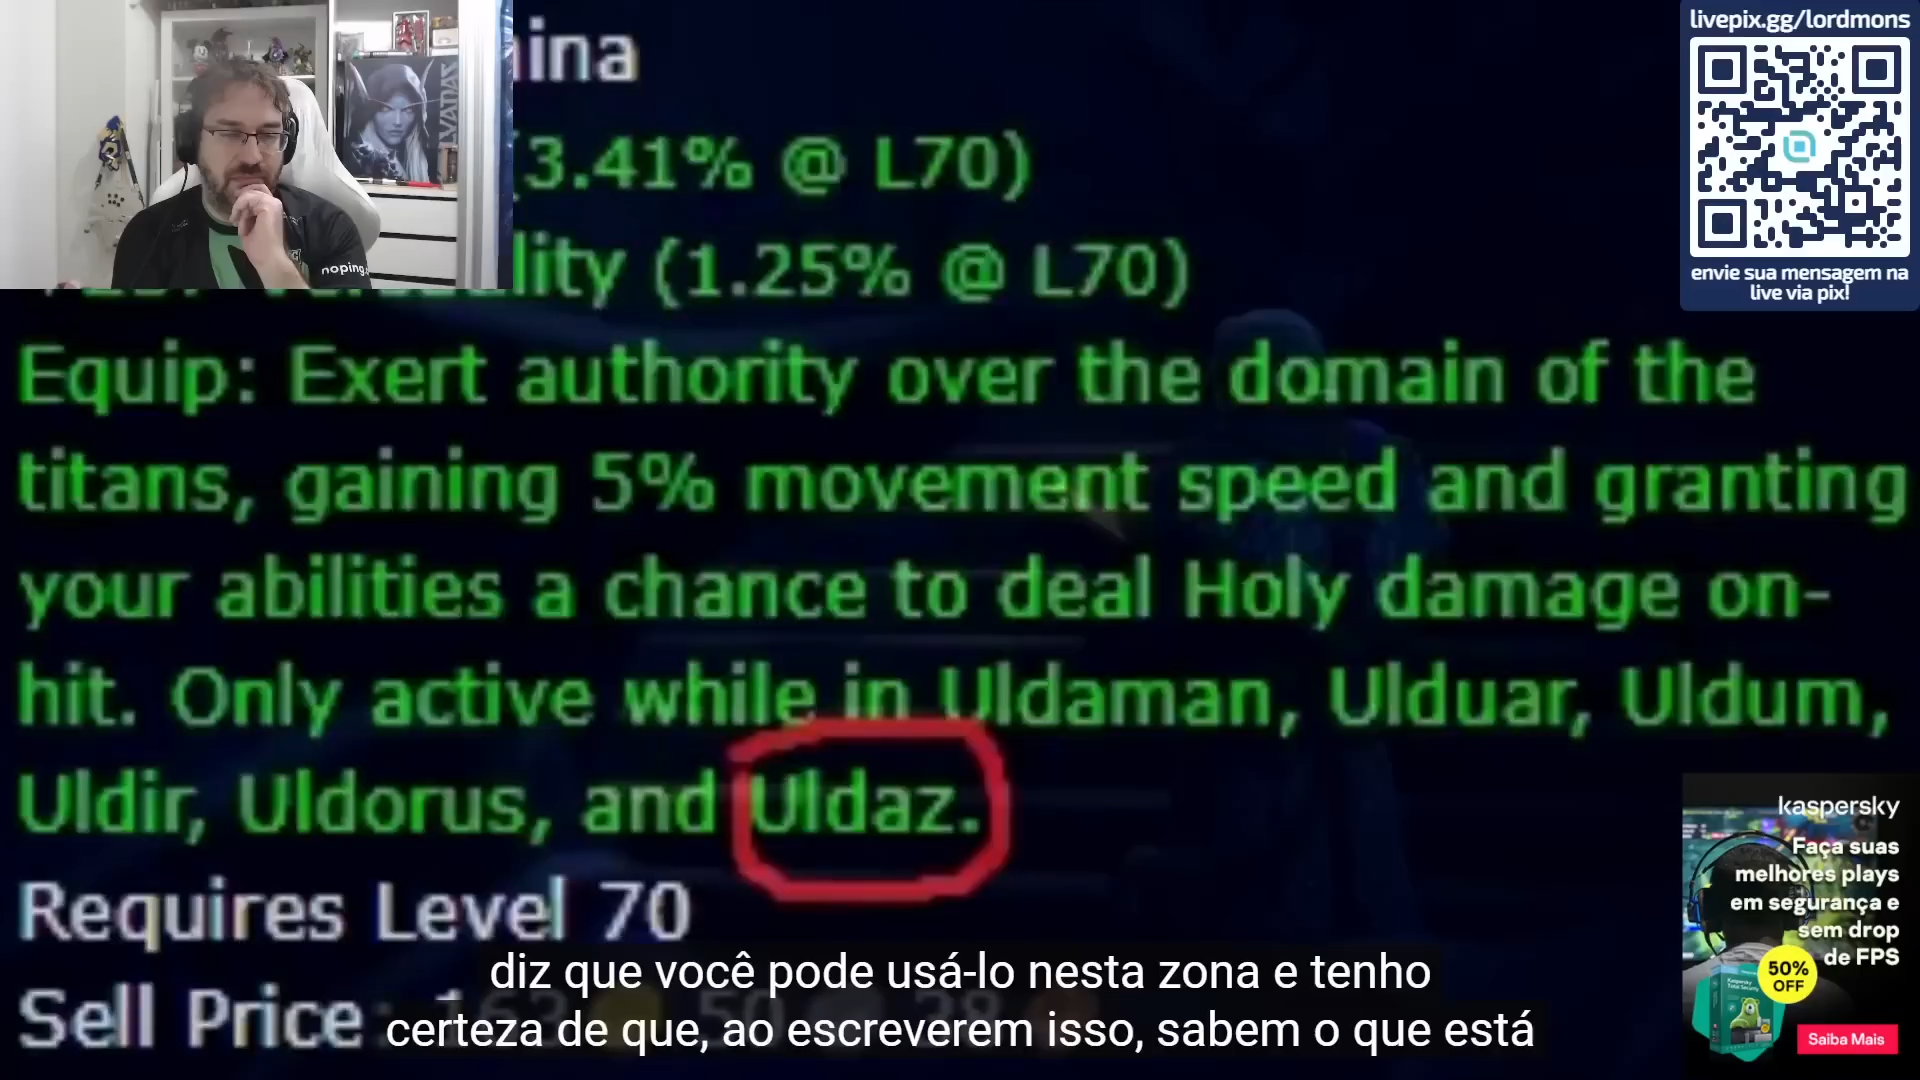 livepix.gg/lordmons
envie sua mensagem na
live via pix!
noping
(3.41% @ L70)
(1.25% @ L70)
Equip: Exert authority over the domain of the
titans, gaining 5% movement speed and granting
your abilities a chance to deal Holy damage on-
hit. Only active while in Uldaman, Ulduar, Uldum,
Uldir, Uldorus, and Uldaz.
Requires Level 70
Sell Price:
diz que você pode usá-lo nesta zona e tenho
certeza de que, ao escreverem isso, sabem o que está
kaspersky
Faça suas
melhores plays
em segurança e
sem drop
de FPS
50%
OFF
Saiba Mais